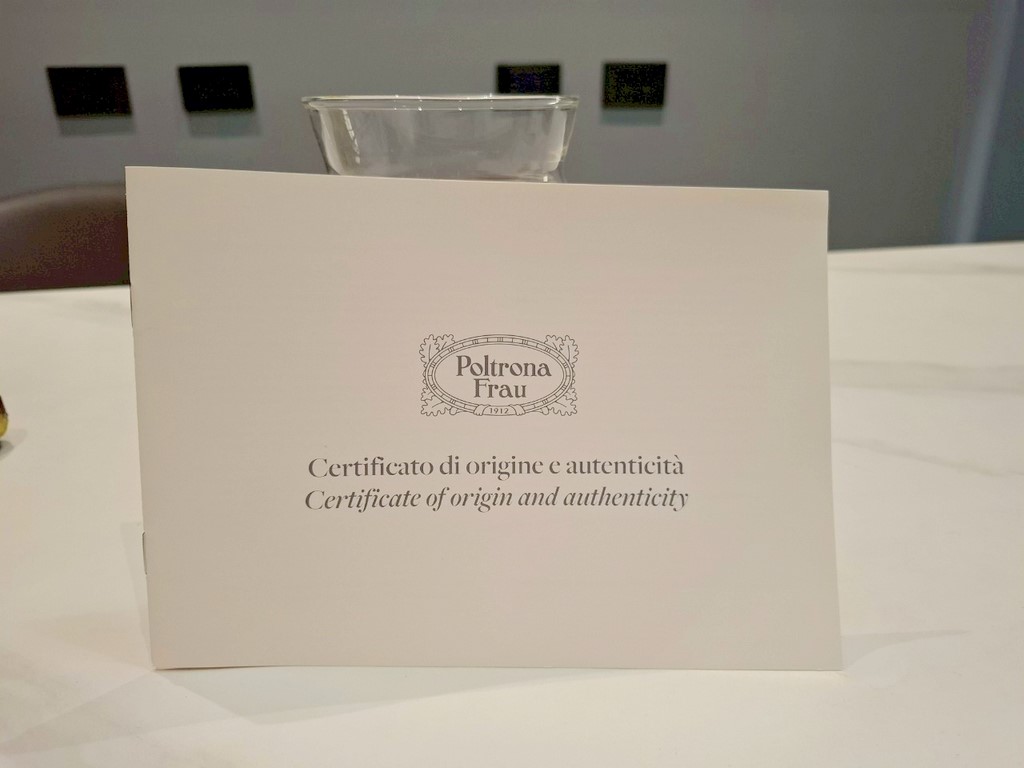 Poltrona
Frau
1912
Certificato di origine e autenticità
Certificate of origin and authenticity